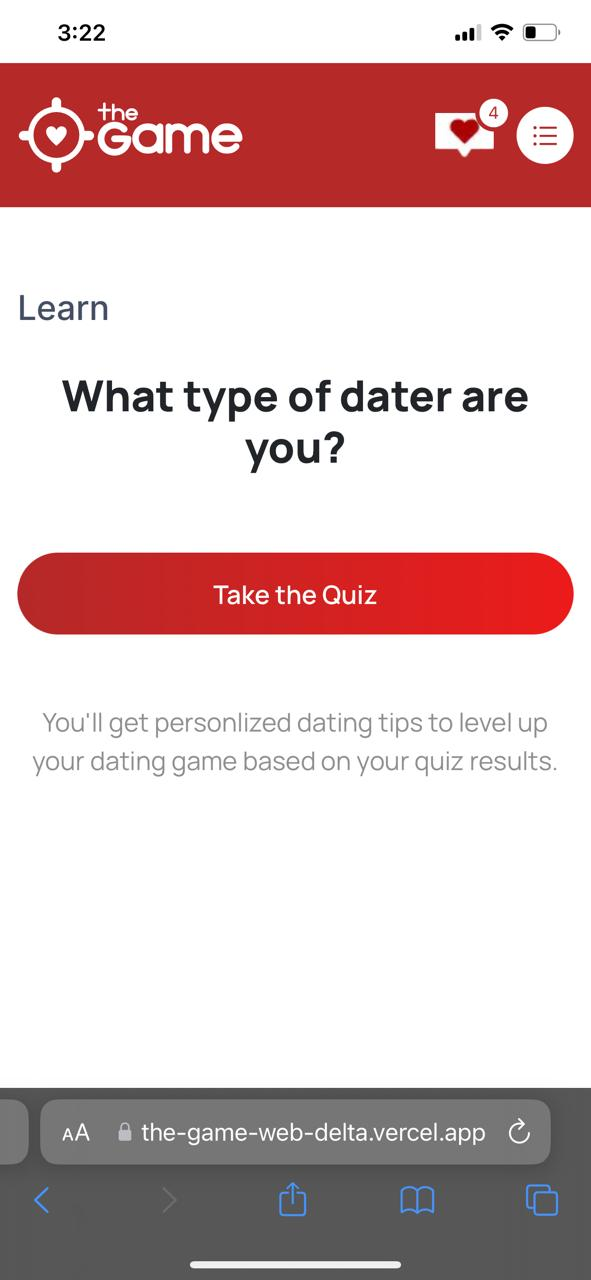 3:22
the
Game
4
Learn
What type of dater are
you?
Take the Quiz
You'll get personlized dating tips to level up
your dating game based on your quiz results.
AA the-game-web-delta.vercel.app